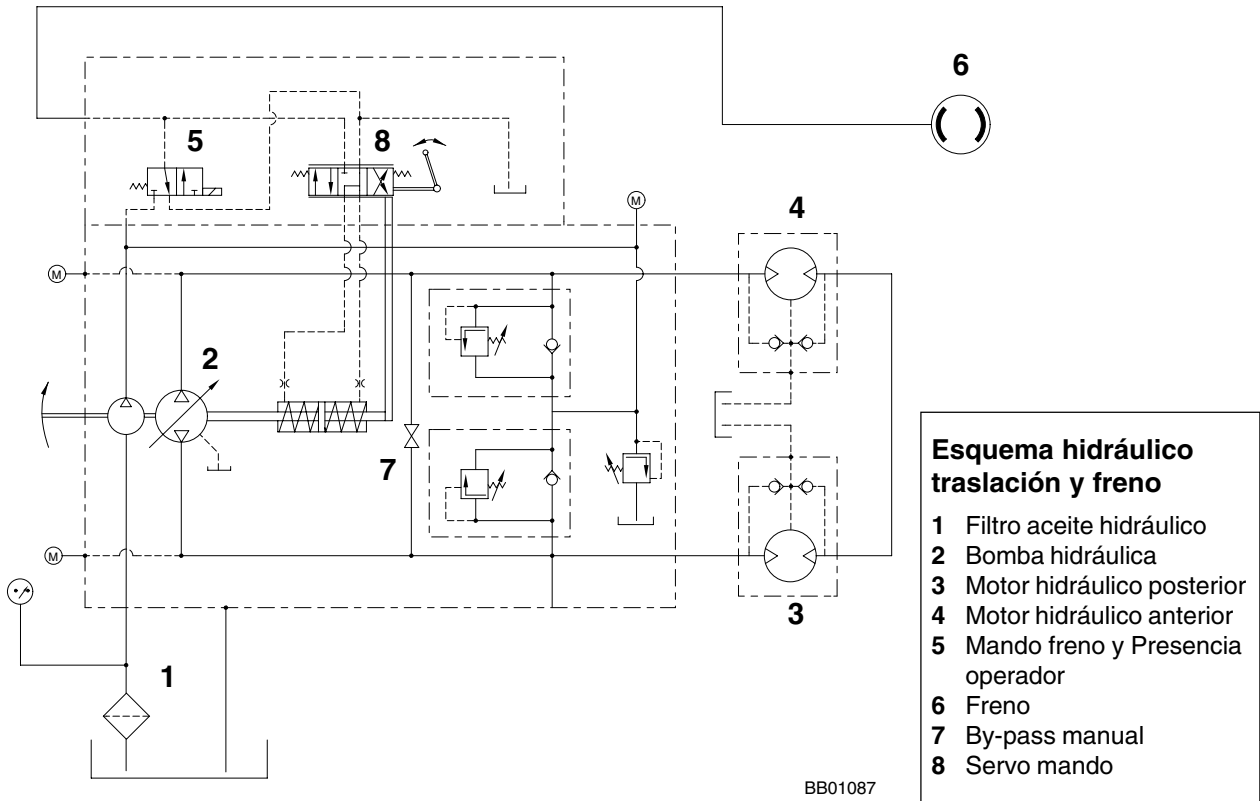 6
5
8
M
4
M
2
7
M
3
1
Esquema hidráulico
traslación y freno
1 Filtro aceite hidráulico
2 Bomba hidráulica
3 Motor hidráulico posterior
4 Motor hidráulico anterior
5 Mando freno y Presencia
operador
6 Freno
7 By-pass manual
8 Servo mando
BB01087